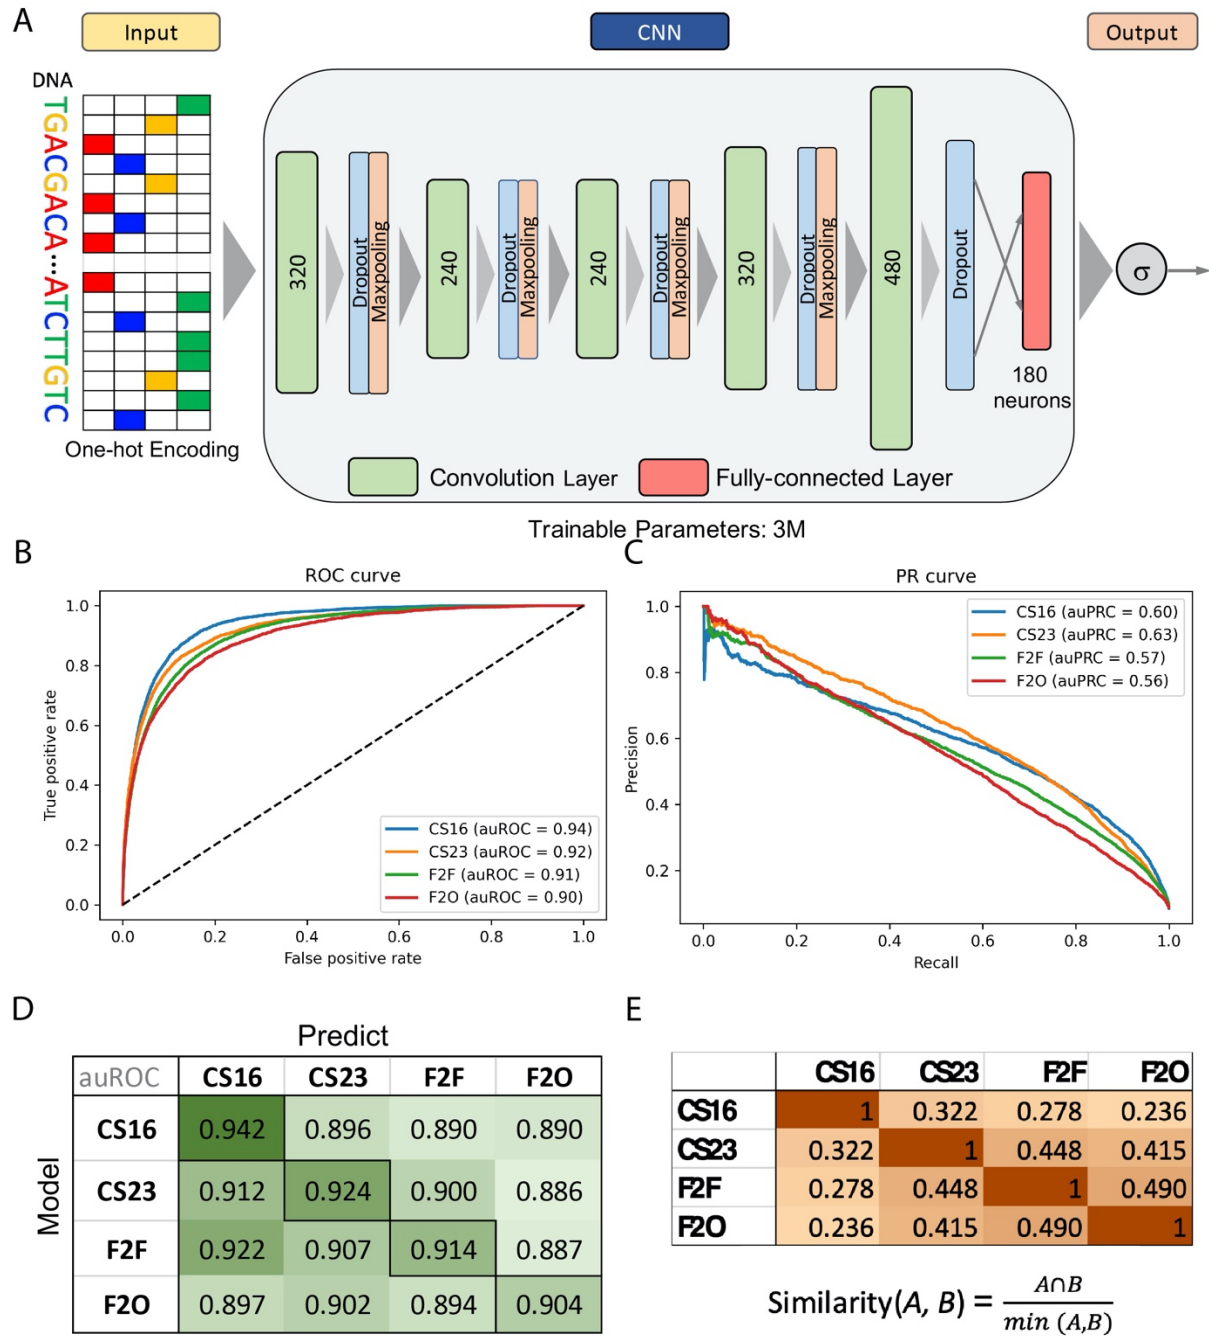 A
Input
CNN
Output
DNA
TGACGACA...ATCTTGTC
One-hot Encoding
320
Dropout
Maxpooling
240
Dropout
Maxpooling
240
Dropout
Maxpooling
320
Dropout
Maxpooling
480
Dropout
180
neurons
σ
Convolution Layer
Fully-connected Layer
Trainable Parameters: 3M
B
ROC curve
True positive rate
1.0
0.8
0.6
0.4
0.2
0.0
0.0 0.2 0.4 0.6 0.8 1.0
False positive rate
CS16 (auROC = 0.94)
CS23 (auROC = 0.92)
F2F (auROC = 0.91)
F2O (auROC = 0.90)
C
PR curve
Precision
1.0
0.8
0.6
0.4
0.2
0.0 0.2 0.4 0.6 0.8 1.0
Recall
CS16 (auPRC = 0.60)
CS23 (auPRC = 0.63)
F2F (auPRC = 0.57)
F2O (auPRC = 0.56)
D
Predict
Model
auROC CS16 CS23 F2F F2O
CS16 0.942 0.896 0.890 0.890
CS23 0.912 0.924 0.900 0.886
F2F 0.922 0.907 0.914 0.887
F2O 0.897 0.902 0.894 0.904
E
CS16 CS23 F2F F2O
CS16 1 0.322 0.278 0.236
CS23 0.322 1 0.448 0.415
F2F 0.278 0.448 1 0.490
F2O 0.236 0.415 0.490 1
Similarity(A, B) = A∩B / min (A,B)